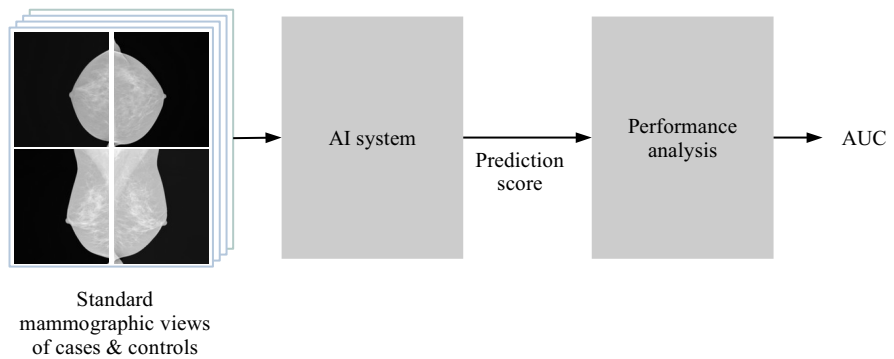 AI system
Prediction
score
Performance
analysis
AUC
Standard
mammographic views
of cases & controls